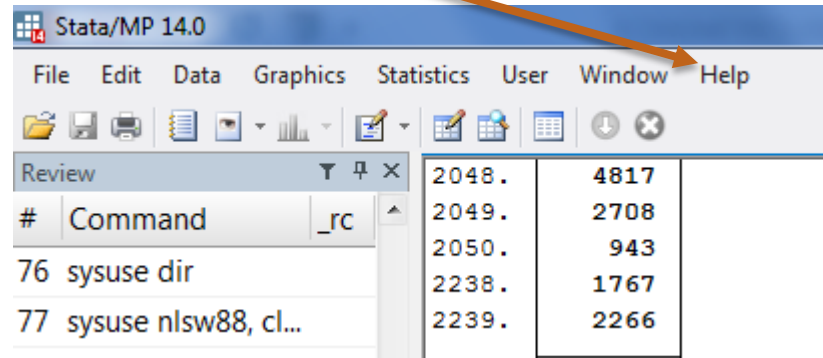 Stata/MP 14.0
File Edit Data Graphics Statistics User Window Help
Review
# Command _rc
76 sysuse dir
77 sysuse nlsw88, cl...
2048. 4817
2049. 2708
2050. 943
2238. 1767
2239. 2266